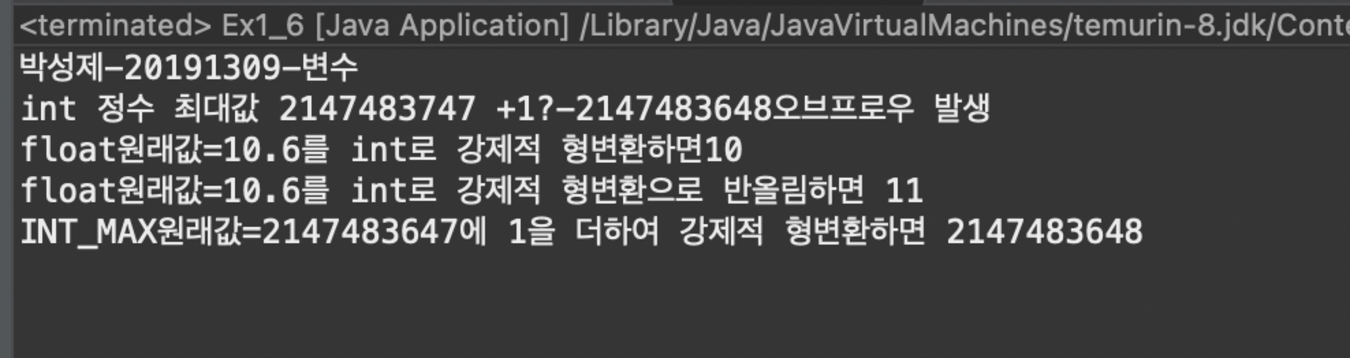 <terminated> Ex1_6 [Java Application] /Library/Java/JavaVirtualMachines/temurin-8.jdk/Conte
박성제-20191309-변수
int 정수 최대값 2147483747 +1?-2147483648오브프로우 발생
float원래값=10.6를 int로 강제적 형변환하면10
float원래값=10.6를 int로 강제적 형변환으로 반올림하면 11
INT_MAX원래값=2147483647에 1을 더하여 강제적 형변환하면 2147483648